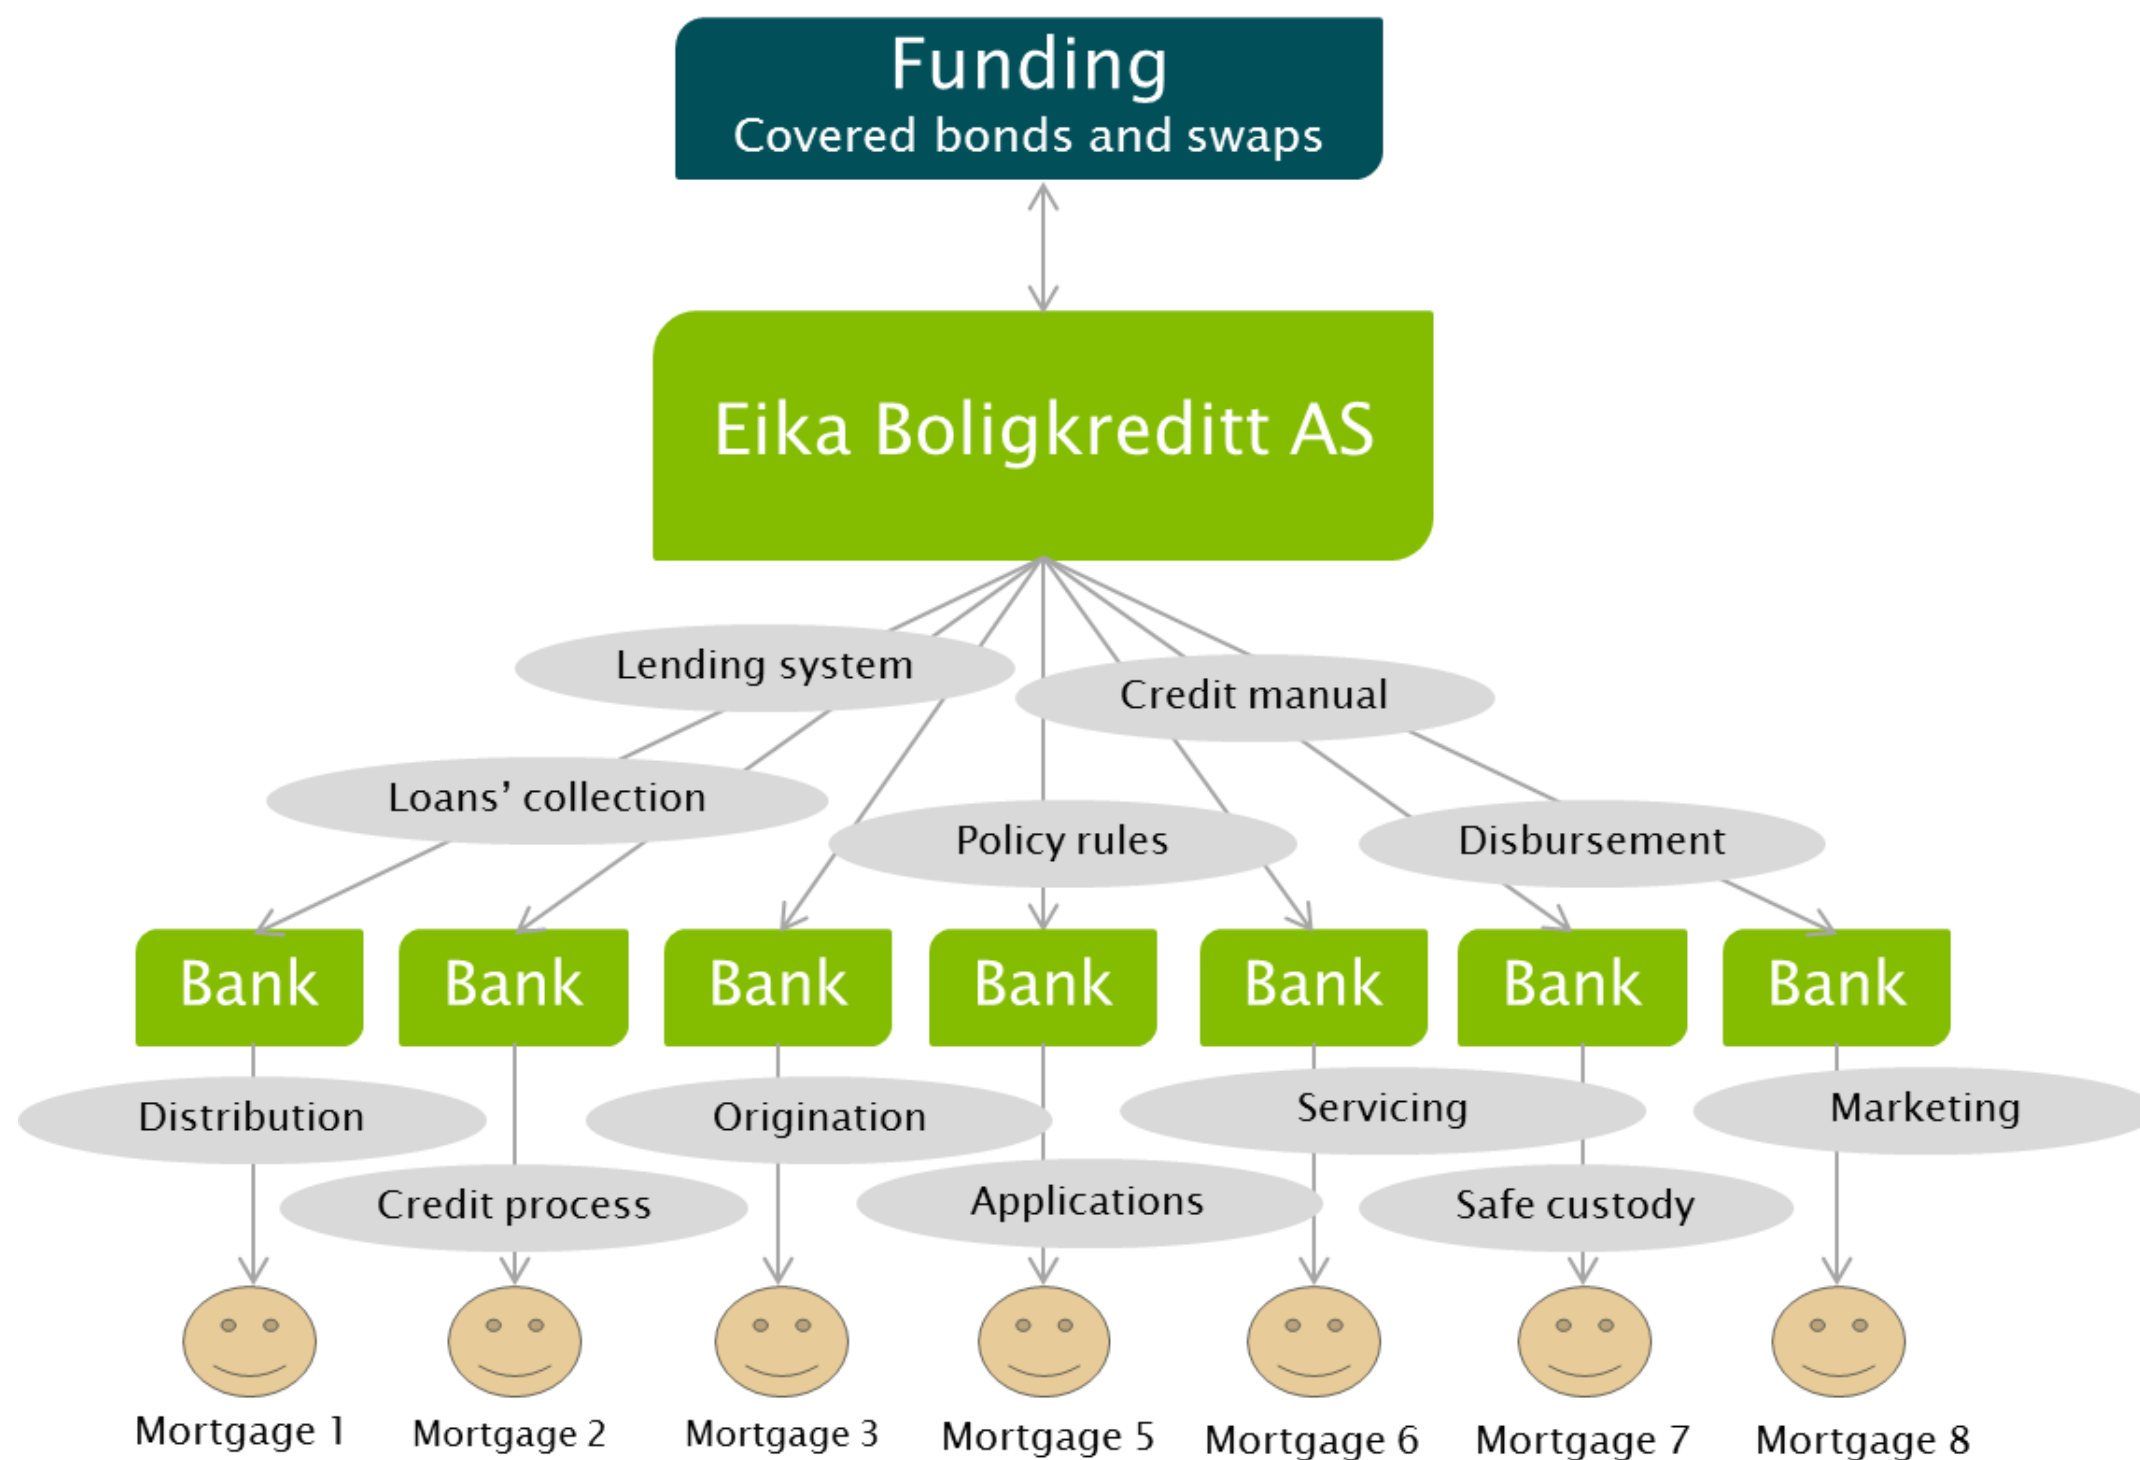 Funding
Covered bonds and swaps
Eika Boligkreditt AS
Lending system
Credit manual
Loans’ collection
Policy rules
Disbursement
Bank
Bank
Bank
Bank
Bank
Bank
Bank
Distribution
Origination
Servicing
Marketing
Credit process
Applications
Safe custody
Mortgage 1
Mortgage 2
Mortgage 3
Mortgage 5
Mortgage 6
Mortgage 7
Mortgage 8